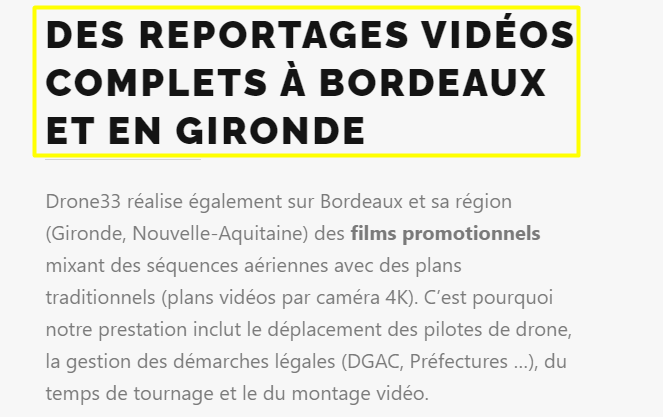 DES REPORTAGES VIDÉOS
COMPLETS À BORDEAUX
ET EN GIRONDE
Drone33 réalise également sur Bordeaux et sa région
(Gironde, Nouvelle-Aquitaine) des films promotionnels
mixant des séquences aériennes avec des plans
traditionnels (plans vidéos par caméra 4K). C’est pourquoi
notre prestation inclut le déplacement des pilotes de drone,
la gestion des démarches légales (DGAC, Préfectures …), du
temps de tournage et le du montage vidéo.